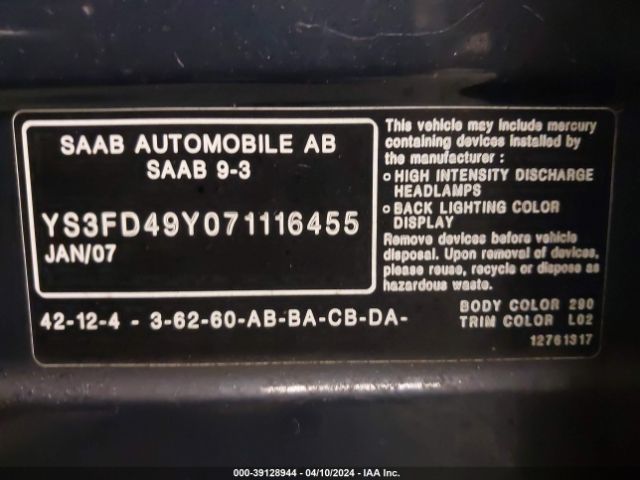 SAAB AUTOMOBILE AB
SAAB 9-3
YS3FD49Y071116455
JAN/07
42-12-4 - 3-62-60-AB-BA-CB-DA-
This vehicle may include mercury
containing devices installed by
the manufacturer :
o HIGH INTENSITY DISCHARGE
HEADLAMPS
o BACK LIGHTING COLOR
DISPLAY
Remove devices before vehicle
disposal. Upon removal of devices,
please reuse, recycle or dispose as
hazardous waste.
BODY COLOR 290
TRIM COLOR L02
12761317
000-39128944 - 04/10/2024 - IAA Inc.